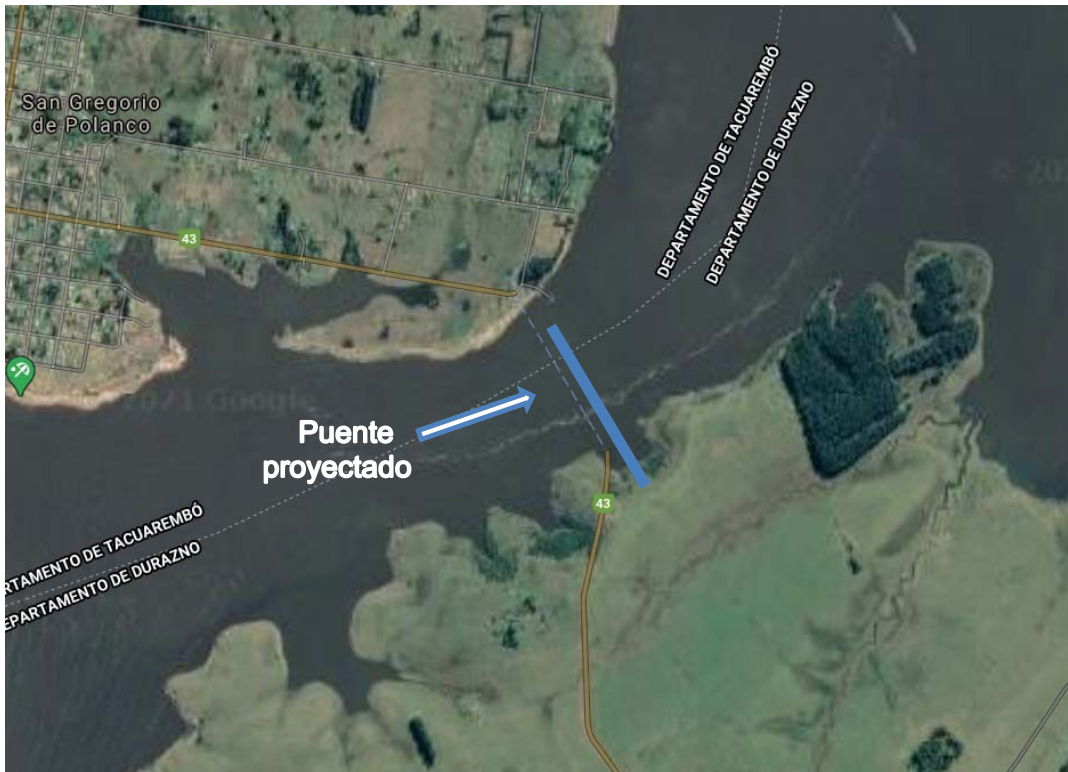 San Gregorio
de Polanco
DEPARTAMENTO DE TACUAREMBÓ
DEPARTAMENTO DE DURAZNO
43
2021 Google
Puente
proyectado
43
RTAMENTO DE TACUAREMBÓ
EPARTAMENTO DE DURAZNO